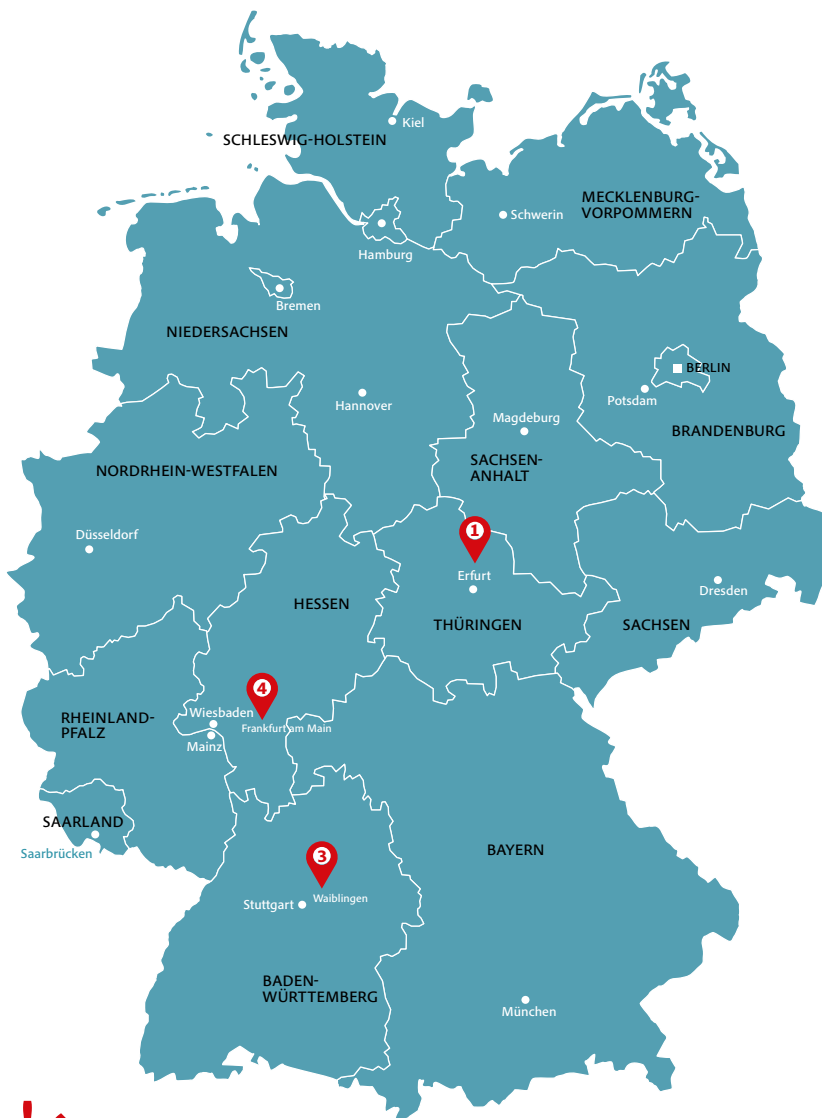 Kiel
SCHLESWIG-HOLSTEIN
MECKLENBURG-
VORPOMMERN
Schwerin
Hamburg
Bremen
NIEDERSACHSEN
BERLIN
Potsdam
Hannover
Magdeburg
BRANDENBURG
NORDRHEIN-WESTFALEN
SACHSEN-
ANHALT
1
Düsseldorf
Erfurt
Dresden
HESSEN
THÜRINGEN
SACHSEN
4
Wiesbaden
RHEINLAND-
PFALZ
Frankfurt am Main
Mainz
SAARLAND
Saarbrücken
BAYERN
3
Waiblingen
Stuttgart
BADEN-
WÜRTTEMBERG
München